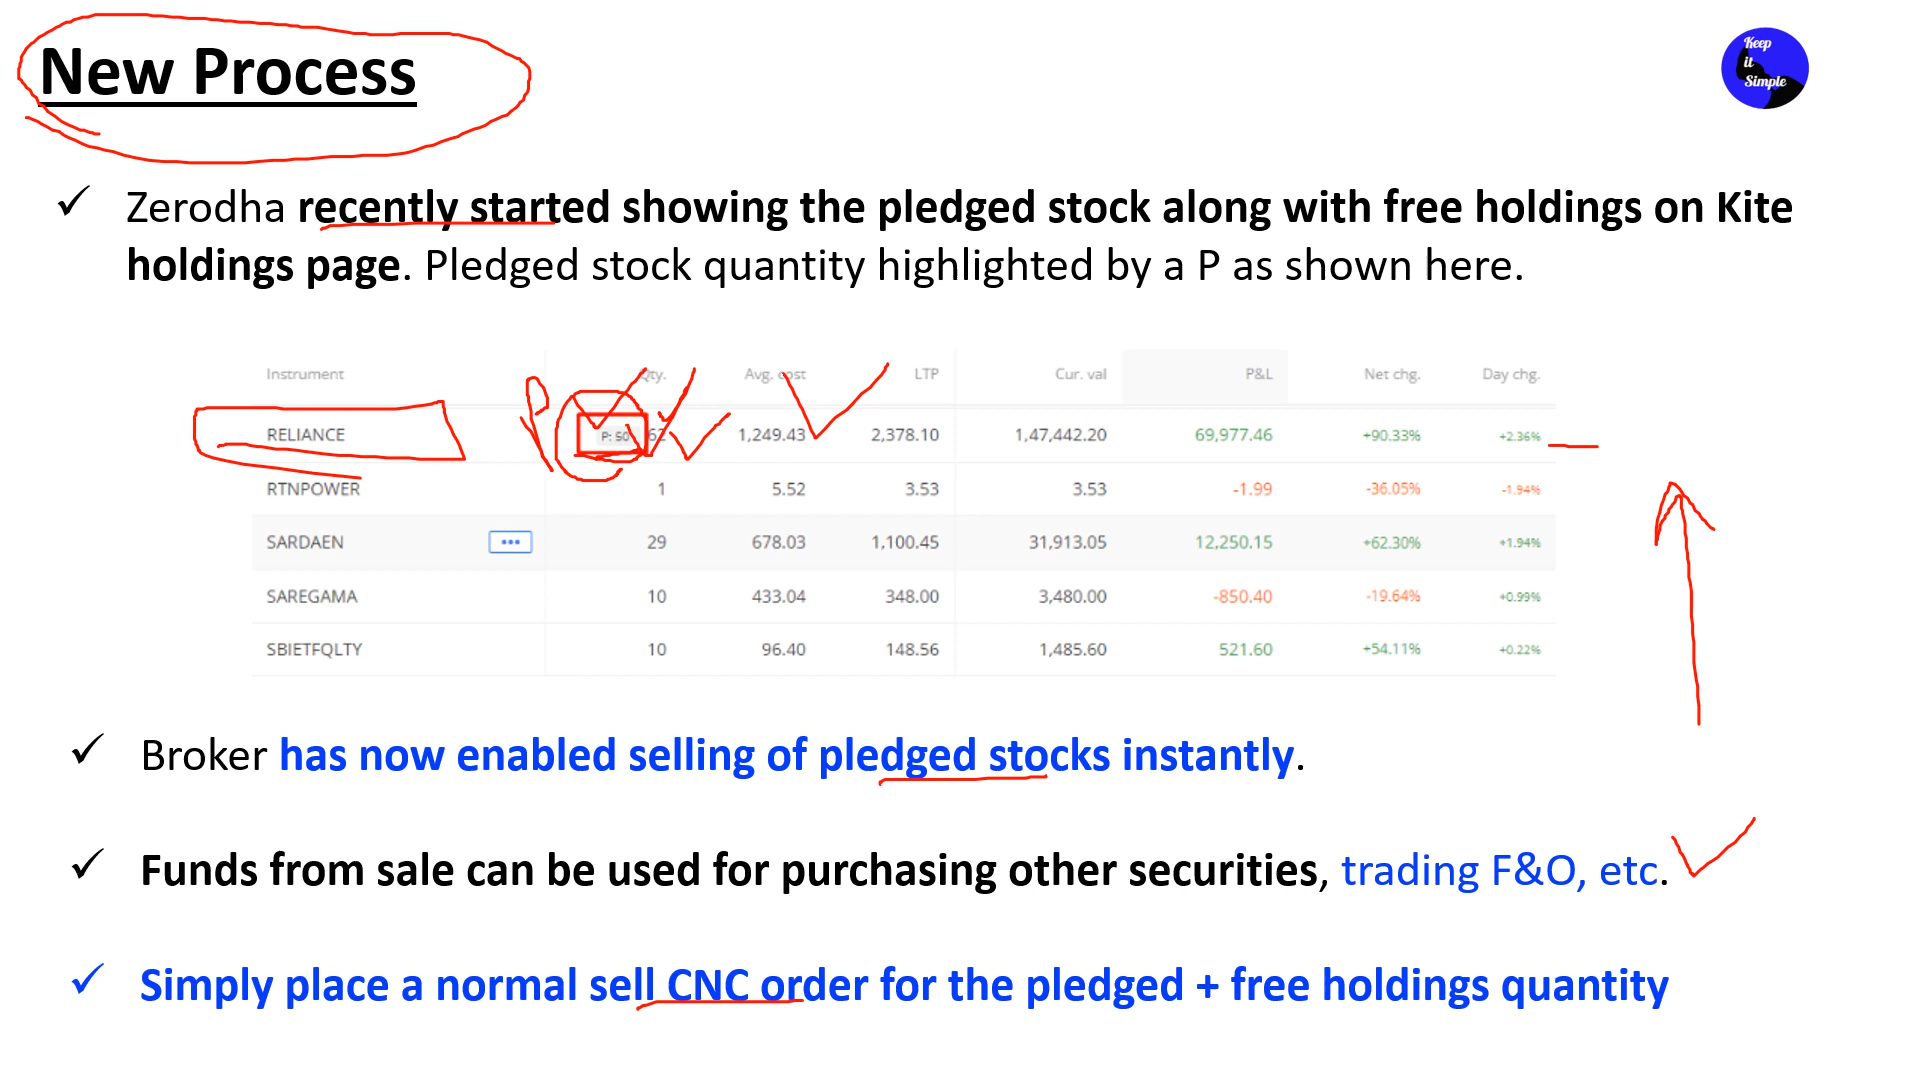 New Process
Keep
it
Simple
Zerodha recently started showing the pledged stock along with free holdings on Kite
holdings page. Pledged stock quantity highlighted by a P as shown here.
Instrument Qty. Avg. cost LTP Cur. val P&L Net chg. Day chg.
P
RELIANCE P: 50 62 1,249.43 2,378.10 1,47,442.20 69,977.46 +90.33% +2.36%
RTNPOWER 1 5.52 3.53 3.53 -1.99 -36.05% -1.94%
SARDAEN ••• 29 678.03 1,100.45 31,913.05 12,250.15 +62.30% +1.94%
SAREGAMA 10 433.04 348.00 3,480.00 -850.40 -19.64% +0.99%
SBIETFQLTY 10 96.40 148.56 1,485.60 521.60 +54.11% +0.22%
Broker has now enabled selling of pledged stocks instantly.
Funds from sale can be used for purchasing other securities, trading F&O, etc.
Simply place a normal sell CNC order for the pledged + free holdings quantity